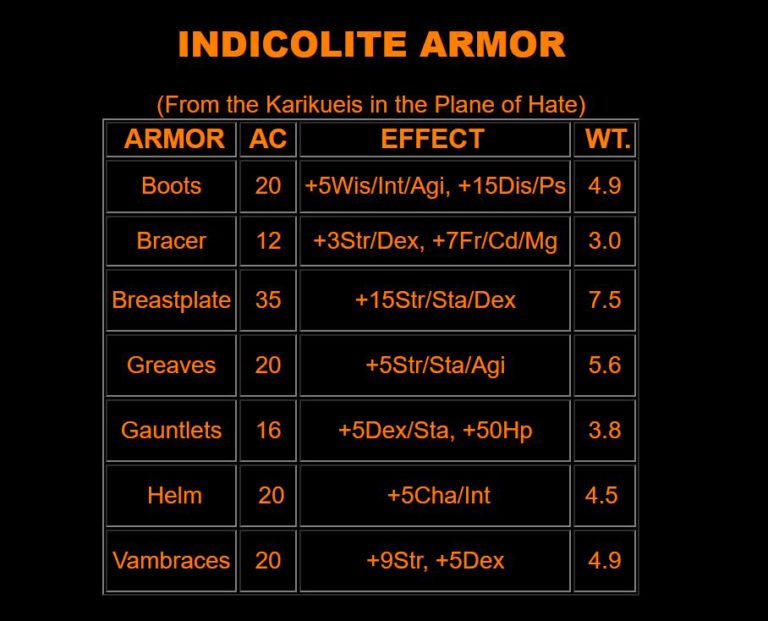 INDICOLITE ARMOR
(From the Karikueis in the Plane of Hate)
ARMOR AC EFFECT WT.
Boots 20 +5Wis/Int/Agi, +15Dis/Ps 4.9
Bracer 12 +3Str/Dex, +7Fr/Cd/Mg 3.0
Breastplate 35 +15Str/Sta/Dex 7.5
Greaves 20 +5Str/Sta/Agi 5.6
Gauntlets 16 +5Dex/Sta, +50Hp 3.8
Helm 20 +5Cha/Int 4.5
Vambraces 20 +9Str, +5Dex 4.9